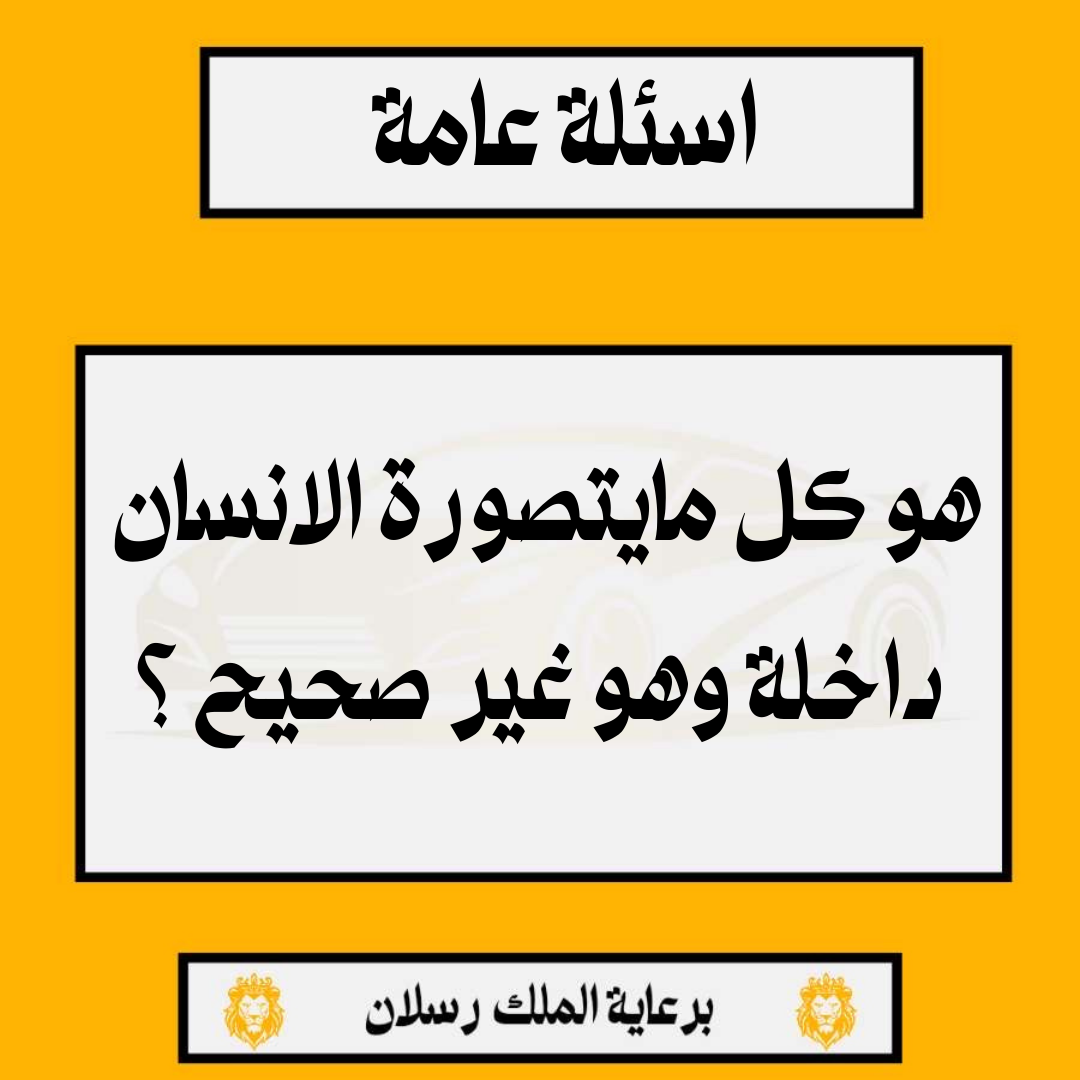 اسئلة عامة
هو كل مايتصورة الانسان
داخلة وهو غير صحيح ؟
برعاية الملك رسلان